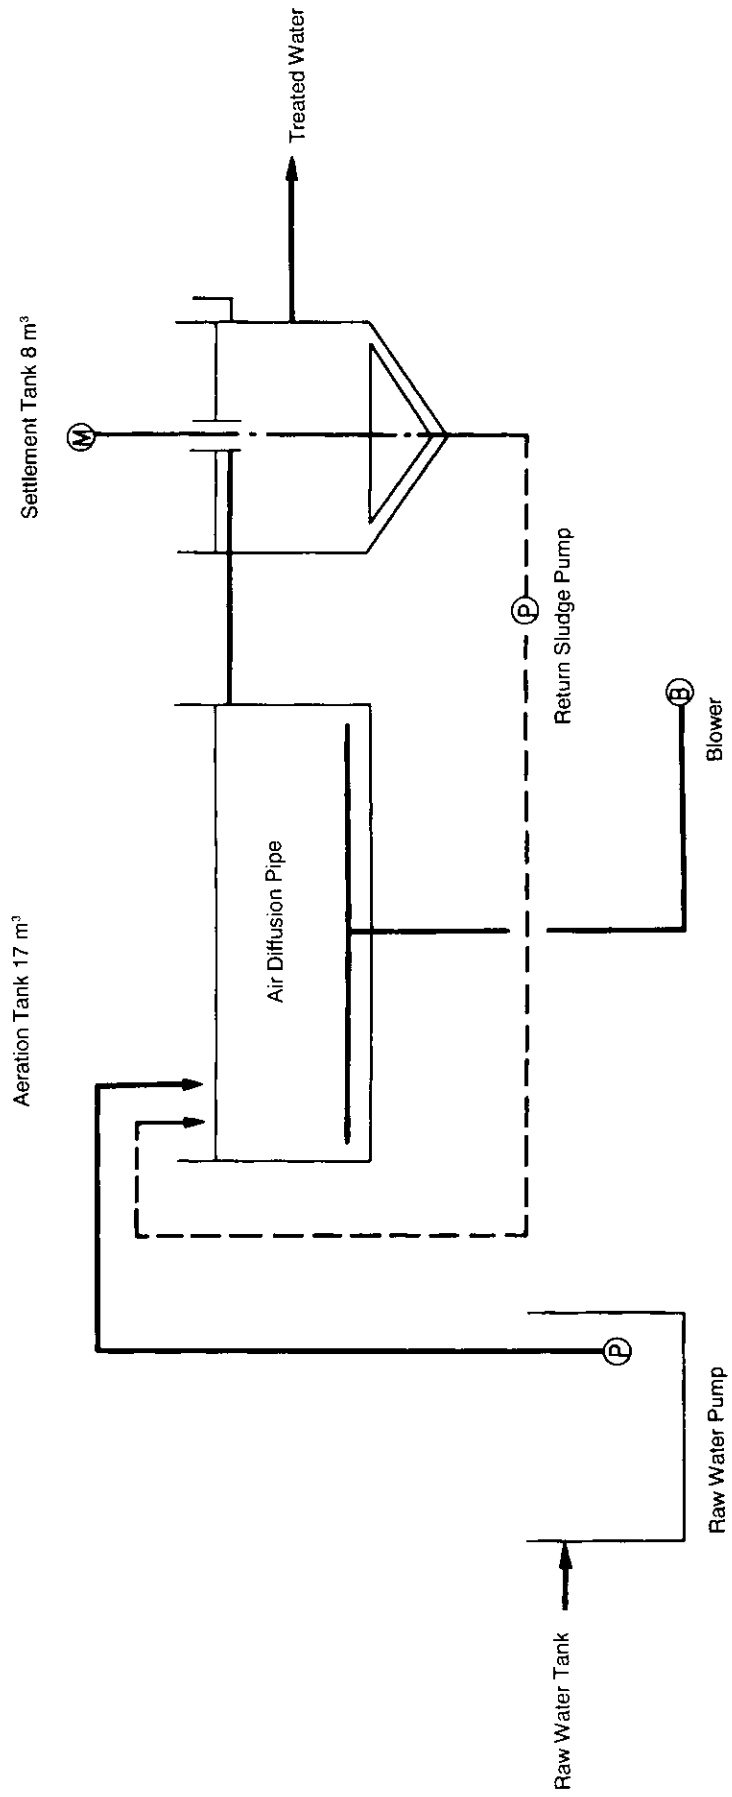 Aeration Tank 17 m³
Settlement Tank 8 m³
M
Treated Water
Air Diffusion Pipe
P
Return Sludge Pump
B
Blower
Raw Water Tank
P
Raw Water Pump